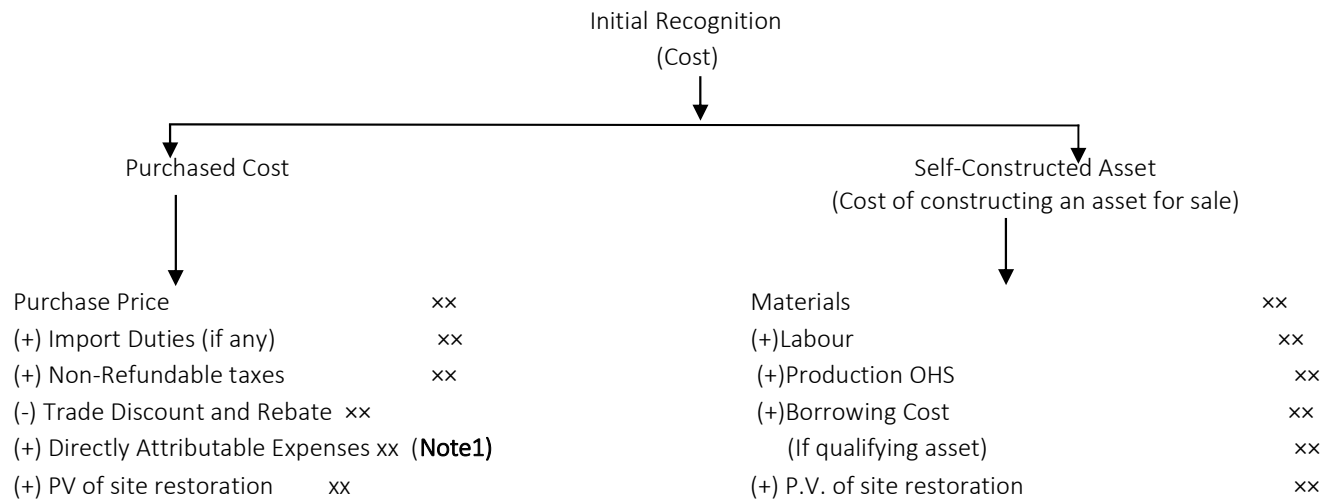 Initial Recognition
(Cost)
Purchased Cost
Purchase Price ××
(+) Import Duties (if any) ××
(+) Non-Refundable taxes ××
(-) Trade Discount and Rebate ××
(+) Directly Attributable Expenses xx (Note1)
(+) PV of site restoration xx
Self-Constructed Asset
(Cost of constructing an asset for sale)
Materials ××
(+)Labour ××
(+)Production OHS ××
(+)Borrowing Cost ××
(If qualifying asset) ××
(+) P.V. of site restoration ××